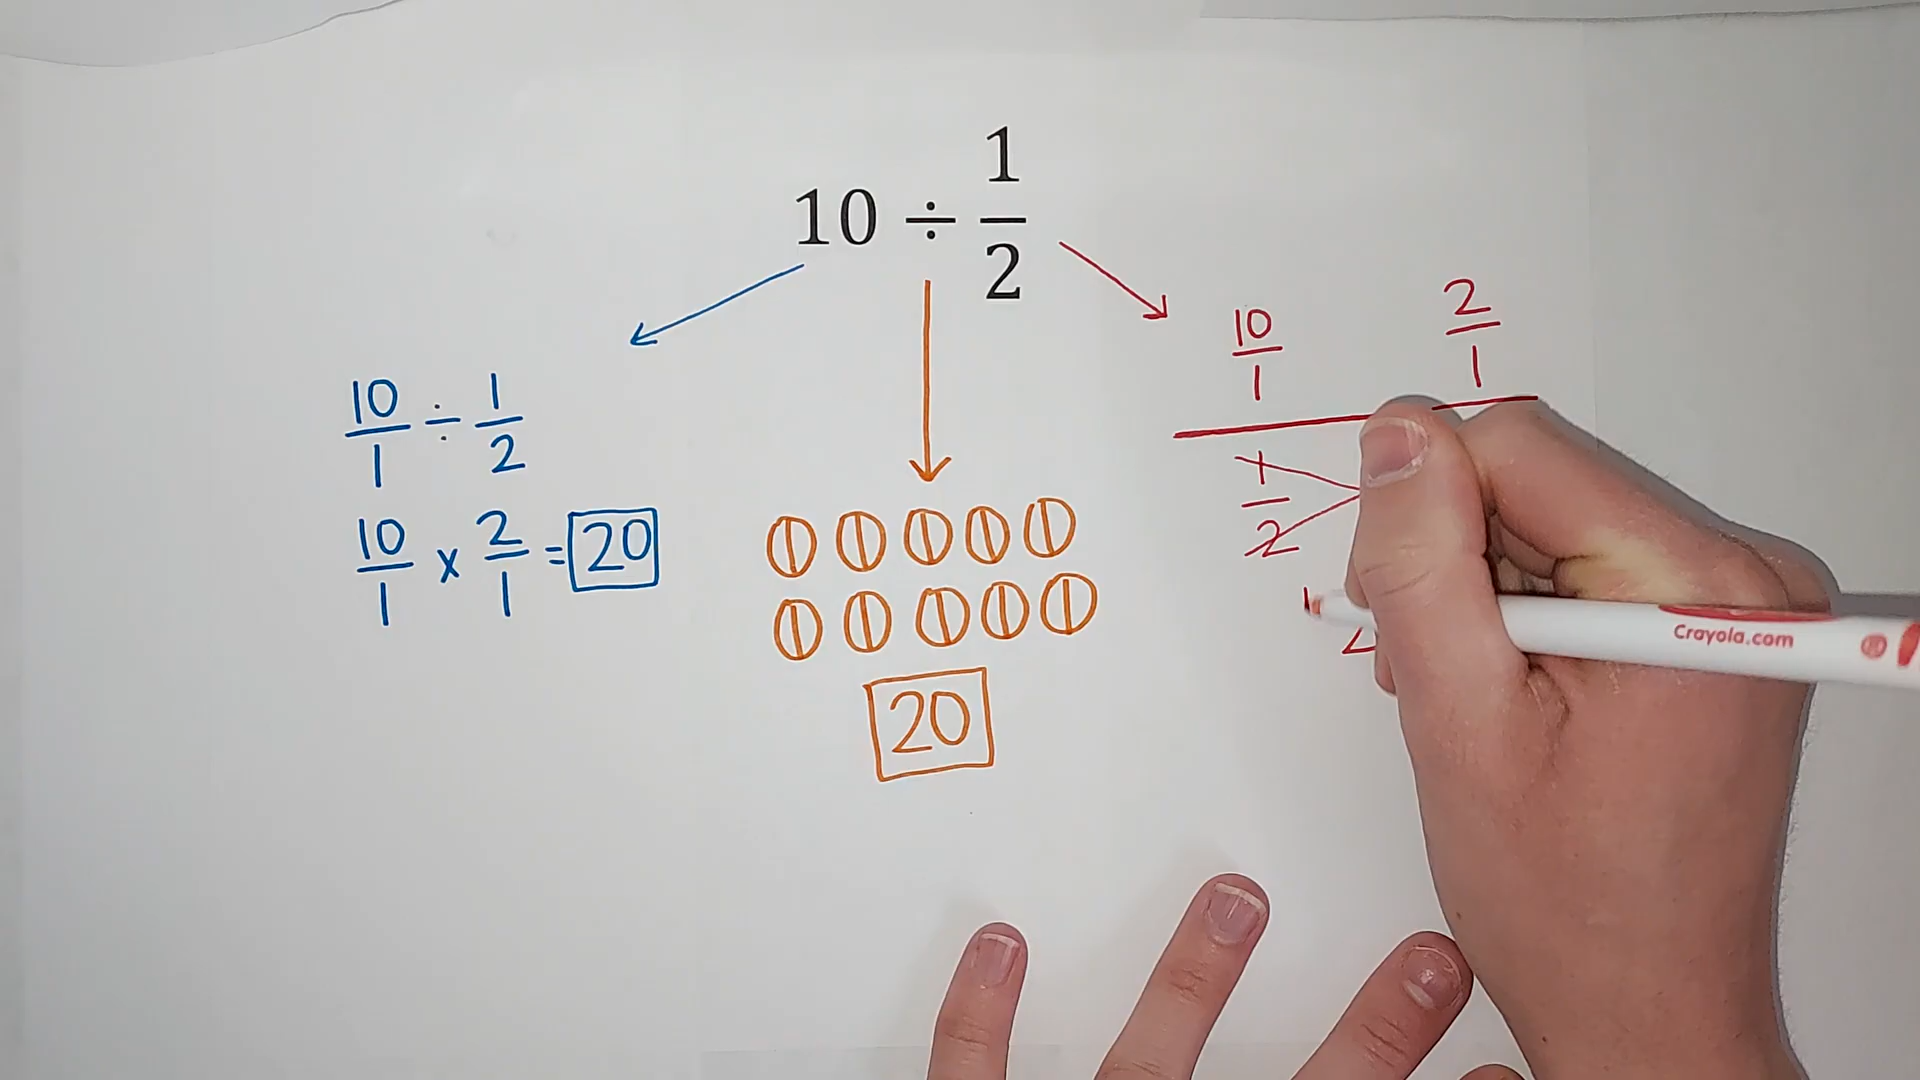 10 ÷ 1/2
10/1 ÷ 1/2
10/1 x 2/1 = 20
20
10/1 2/1
1/2
Crayola.com